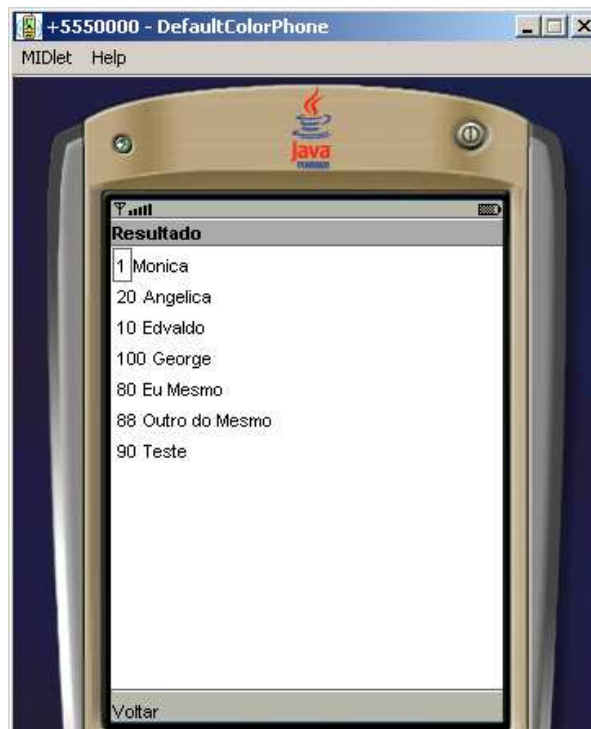 +5550000 - DefaultColorPhone
MIDlet Help
Java
POWERED
Resultado
1 Monica
20 Angelica
10 Edvaldo
100 George
80 Eu Mesmo
88 Outro do Mesmo
90 Teste
Voltar